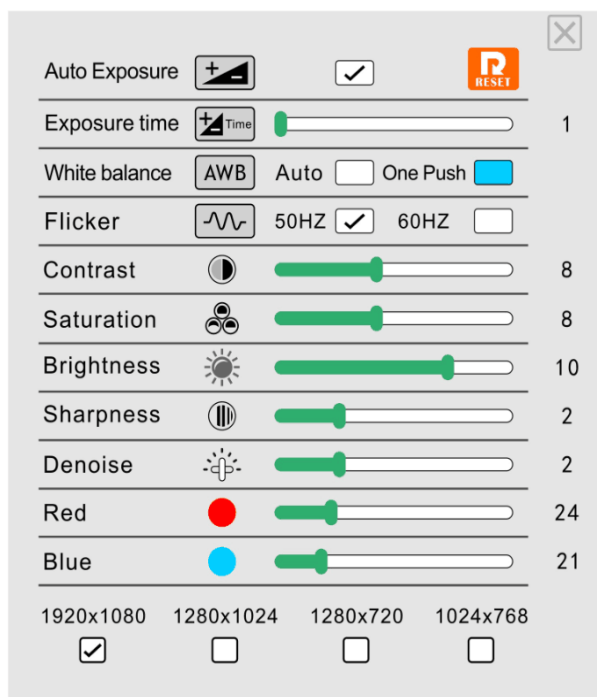 Auto Exposure + RESET
Exposure time + Time 1
White balance AWB Auto One Push
Flicker 50HZ 60HZ
Contrast 8
Saturation 8
Brightness 10
Sharpness 2
Denoise 2
Red 24
Blue 21
1920x1080 1280x1024 1280x720 1024x768